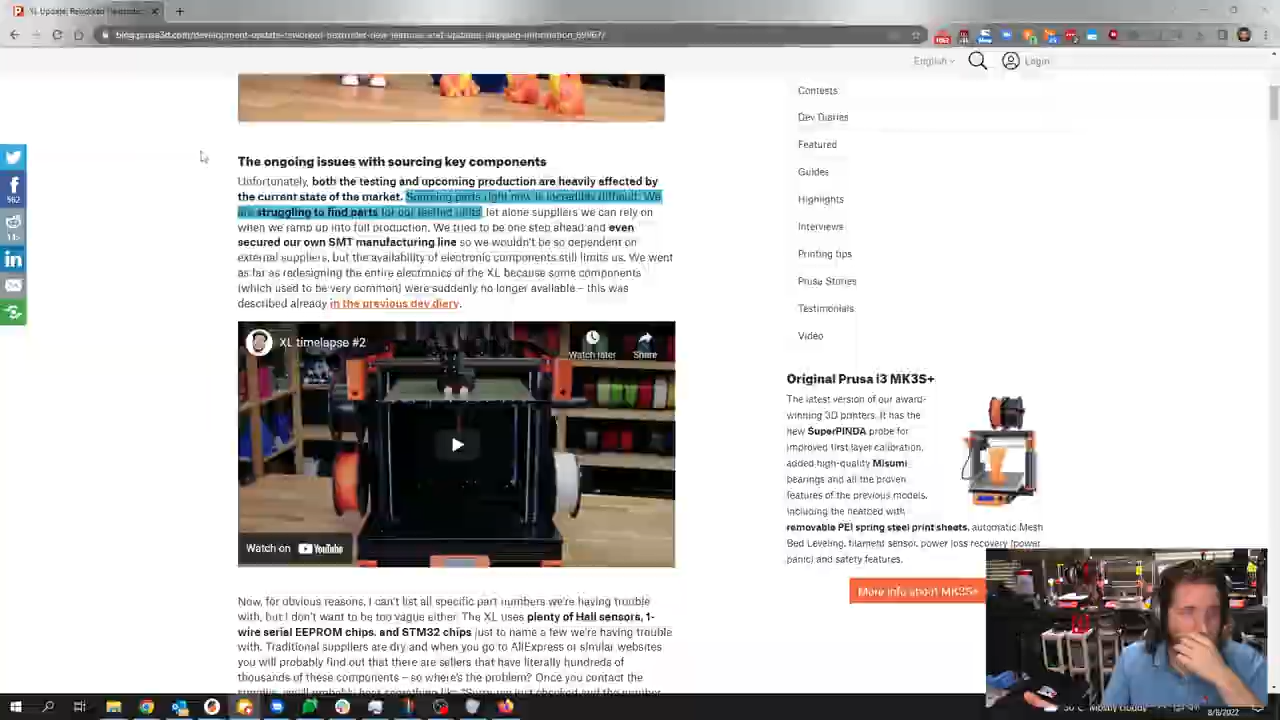 XL Update: Reworked Heatbed
English
Login
Contests
Dev Diaries
Featured
Guides
Highlights
Interviews
Printing tips
Prusa Stories
Testimonials
Video
The ongoing issues with sourcing key components
Unfortunately, both the testing and upcoming production are heavily affected by
the current state of the market. Sourcing parts right now is incredibly difficult. We
are struggling to find parts for our testing units, let alone suppliers we can rely on
when we ramp up into full production. We tried to be one step ahead and even
secured our own SMT manufacturing line so we wouldn't be so dependent on
external suppliers, but the availability of electronic components still limits us. We went
as far as redesigning the entire electronics of the XL because some components
(which used to be very common) were suddenly no longer available – this was
described already in the previous dev diary.
XL timelapse #2
Watch later
Share
Watch on YouTube
Now, for obvious reasons, I can't list all specific part numbers we're having trouble
with, but I don't want to be too vague either. The XL uses plenty of Hall sensors, 1-
wire serial EEPROM chips, and STM32 chips just to name a few we're having trouble
with. Traditional suppliers are dry and when you go to AliExpress or similar websites
you will probably find out that there are sellers that have literally hundreds of
thousands of these components – so where's the problem? Once you contact the
Original Prusa i3 MK3S+
The latest version of our award-
winning 3D printers. It has the
new SuperPINDA probe for
improved first layer calibration,
added high-quality Misumi
bearings and all the proven
features of the previous models,
including the heatbed with
removable PEI spring steel print sheets, automatic Mesh
Bed Leveling, filament sensor, power loss recovery (power
panic) and safety features.
More info about MK3S+
30°C Mostly cloudy
8/8/2022